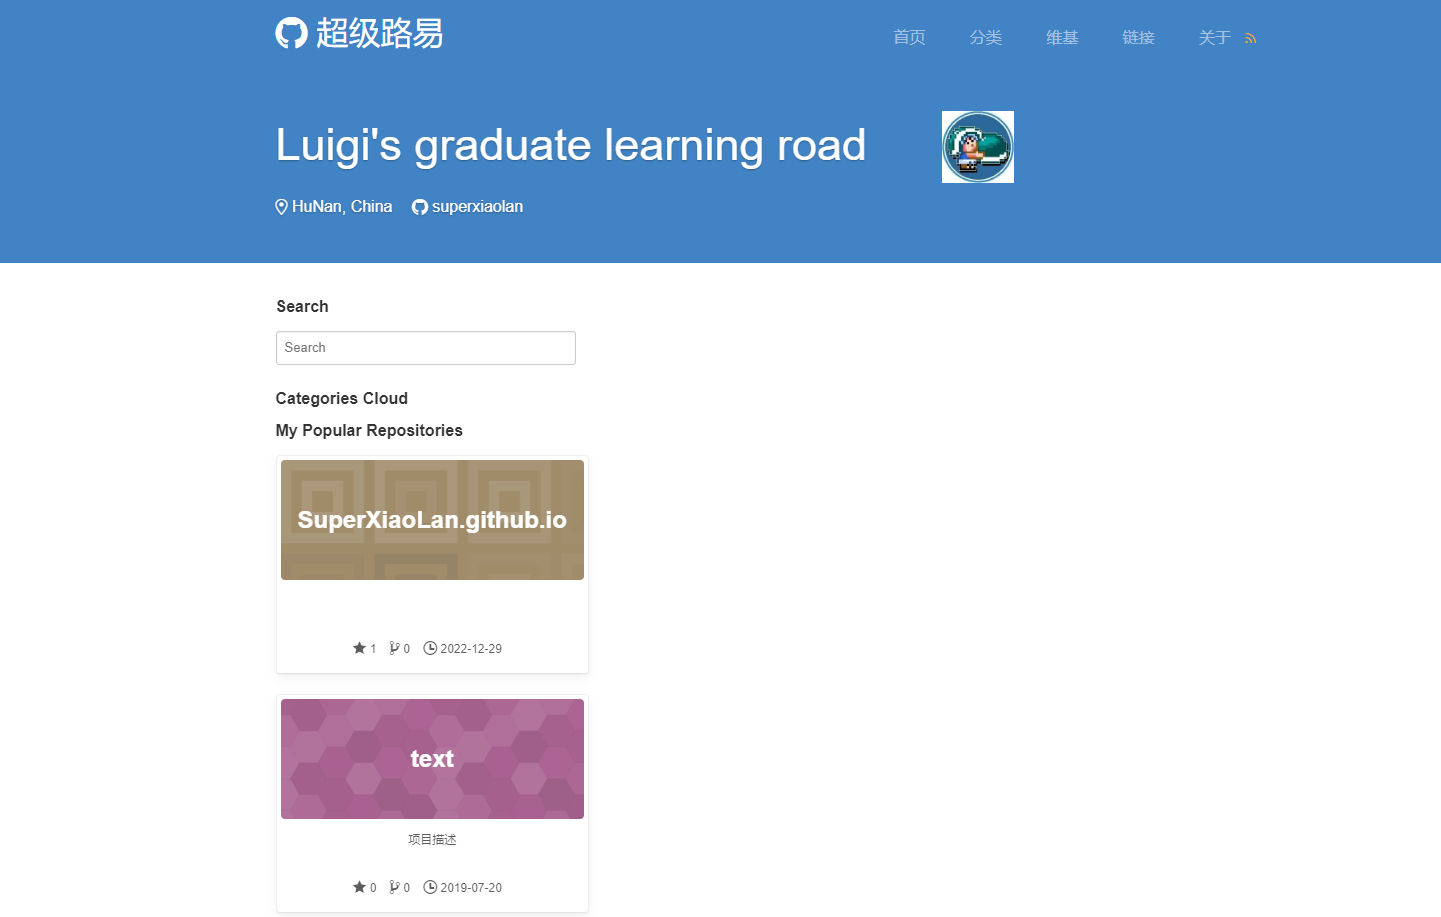 超级路易
首页 分类 维基 链接 关于
Luigi's graduate learning road
HuNan, China superxiaolan
Search
Search
Categories Cloud
My Popular Repositories
SuperXiaoLan.github.io
1 0 2022-12-29
text
项目描述
0 0 2019-07-20